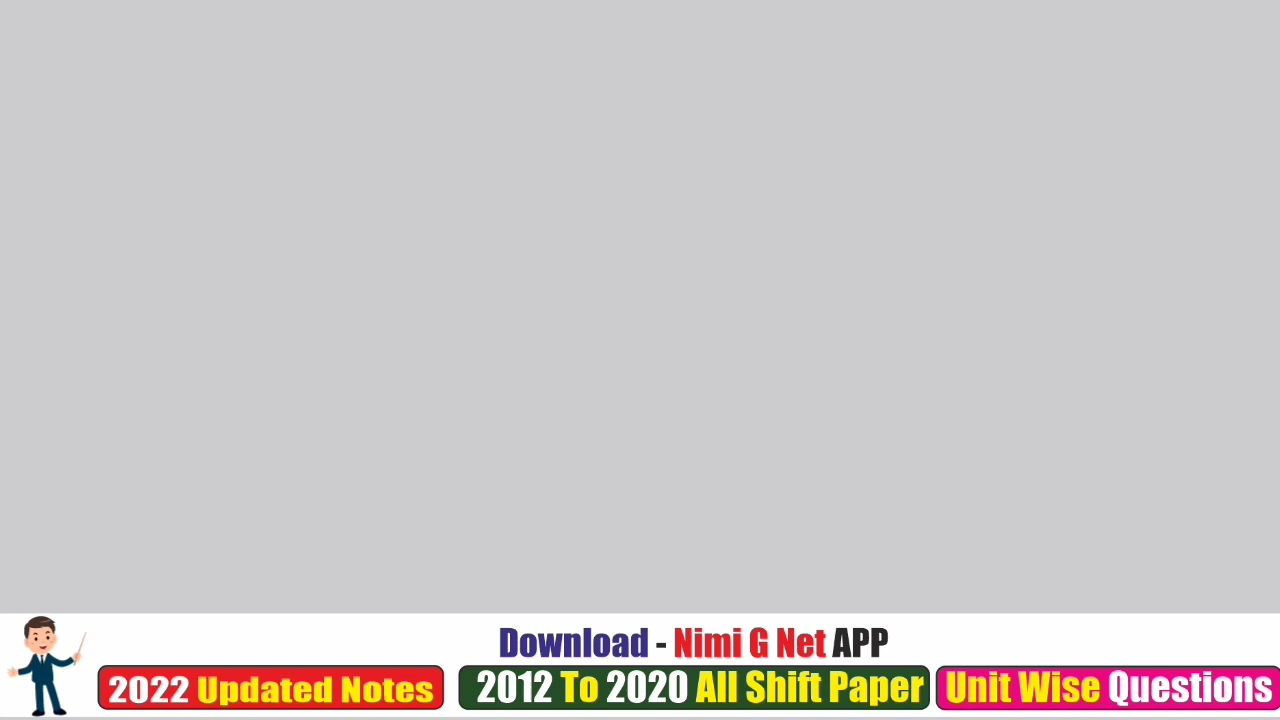 Download - Nimi G Net APP
2022 Updated Notes
2012 To 2020 All Shift Paper
Unit Wise Questions